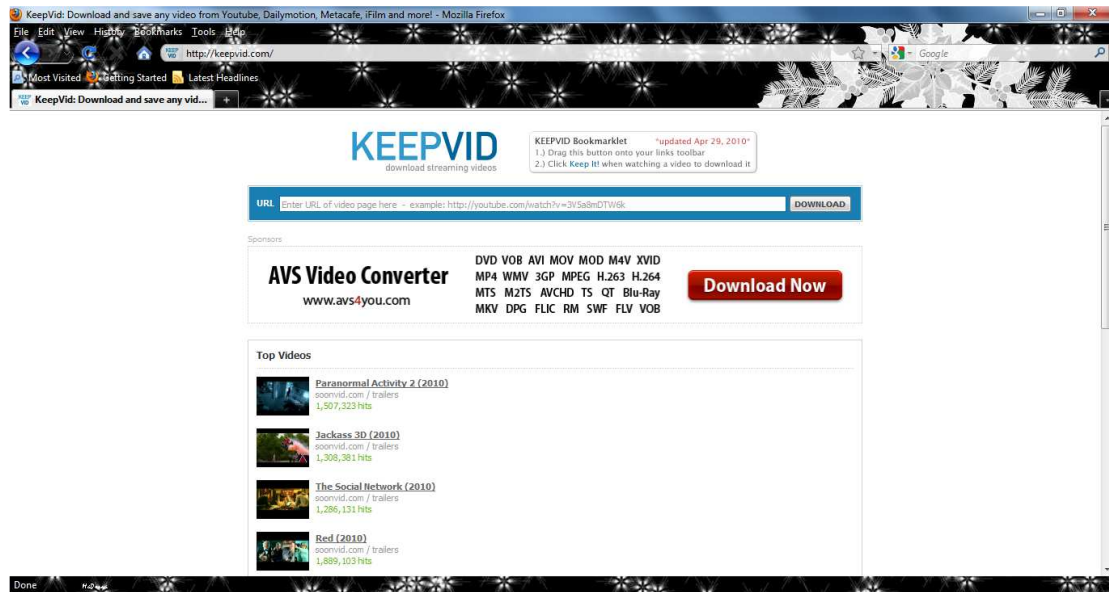 KeepVid: Download and save any video from Youtube, Dailymotion, Metacafe, iFilm and more! - Mozilla Firefox
File Edit View History Bookmarks Tools Help
http://keepvid.com/
Google
Most Visited Getting Started Latest Headlines
KeepVid: Download and save any vid...
KEEPVID
download streaming videos
KEEPVID Bookmarklet *updated Apr 29, 2010*
1.) Drag this button onto your links toolbar
2.) Click Keep It! when watching a video to download it
URL Enter URL of video page here - example: http://youtube.com/watch?v=3VSa8mDTW6k DOWNLOAD
Sponsors
AVS Video Converter
www.avs4you.com
DVD VOB AVI MOV MOD M4V XVID
MP4 WMV 3GP MPEG H.263 H.264
MTS M2TS AVCHD TS QT Blu-Ray
MKV DPG FLIC RM SWF FLV VOB
Download Now
Top Videos
Paranormal Activity 2 (2010)
soonvid.com / trailers
1,507,323 hits
Jackass 3D (2010)
soonvid.com / trailers
1,308,381 hits
The Social Network (2010)
soonvid.com / trailers
1,286,131 hits
Red (2010)
soonvid.com / trailers
1,889,103 hits
Done